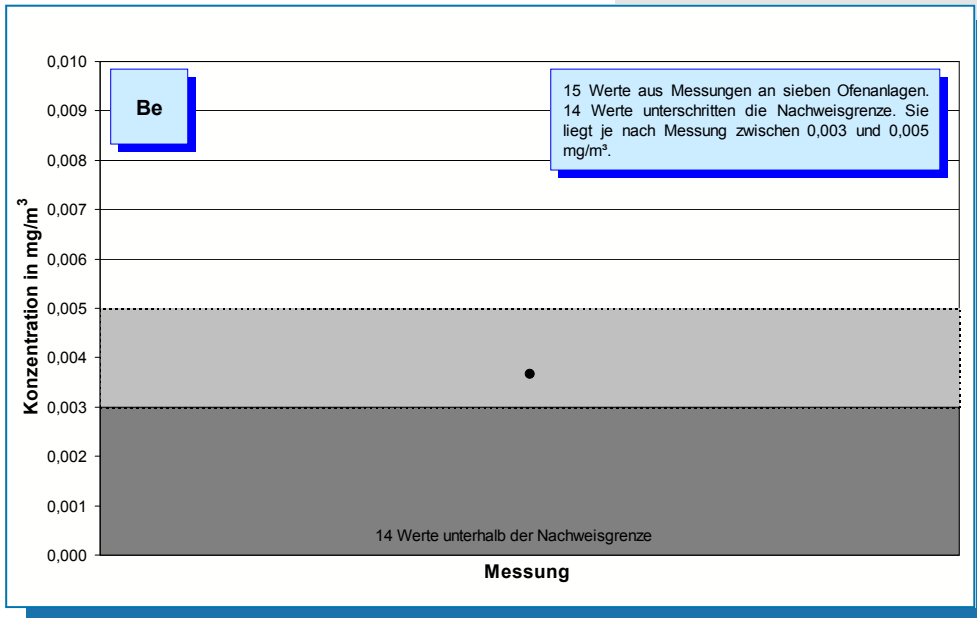 Be
15 Werte aus Messungen an sieben Ofenanlagen.
14 Werte unterschritten die Nachweisgrenze. Sie
liegt je nach Messung zwischen 0,003 und 0,005
mg/m³.
Konzentration in mg/m³
0,010
0,009
0,008
0,007
0,006
0,005
0,004
0,003
0,002
0,001
0,000
14 Werte unterhalb der Nachweisgrenze
Messung